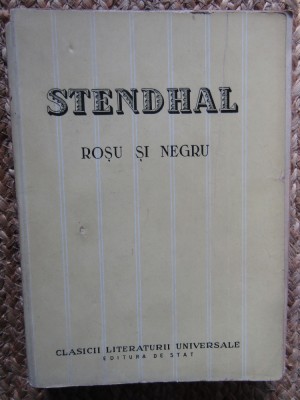 STENDHAL
ROȘU ȘI NEGRU
CLASICII LITERATURII UNIVERSALE
EDITURA DE STAT